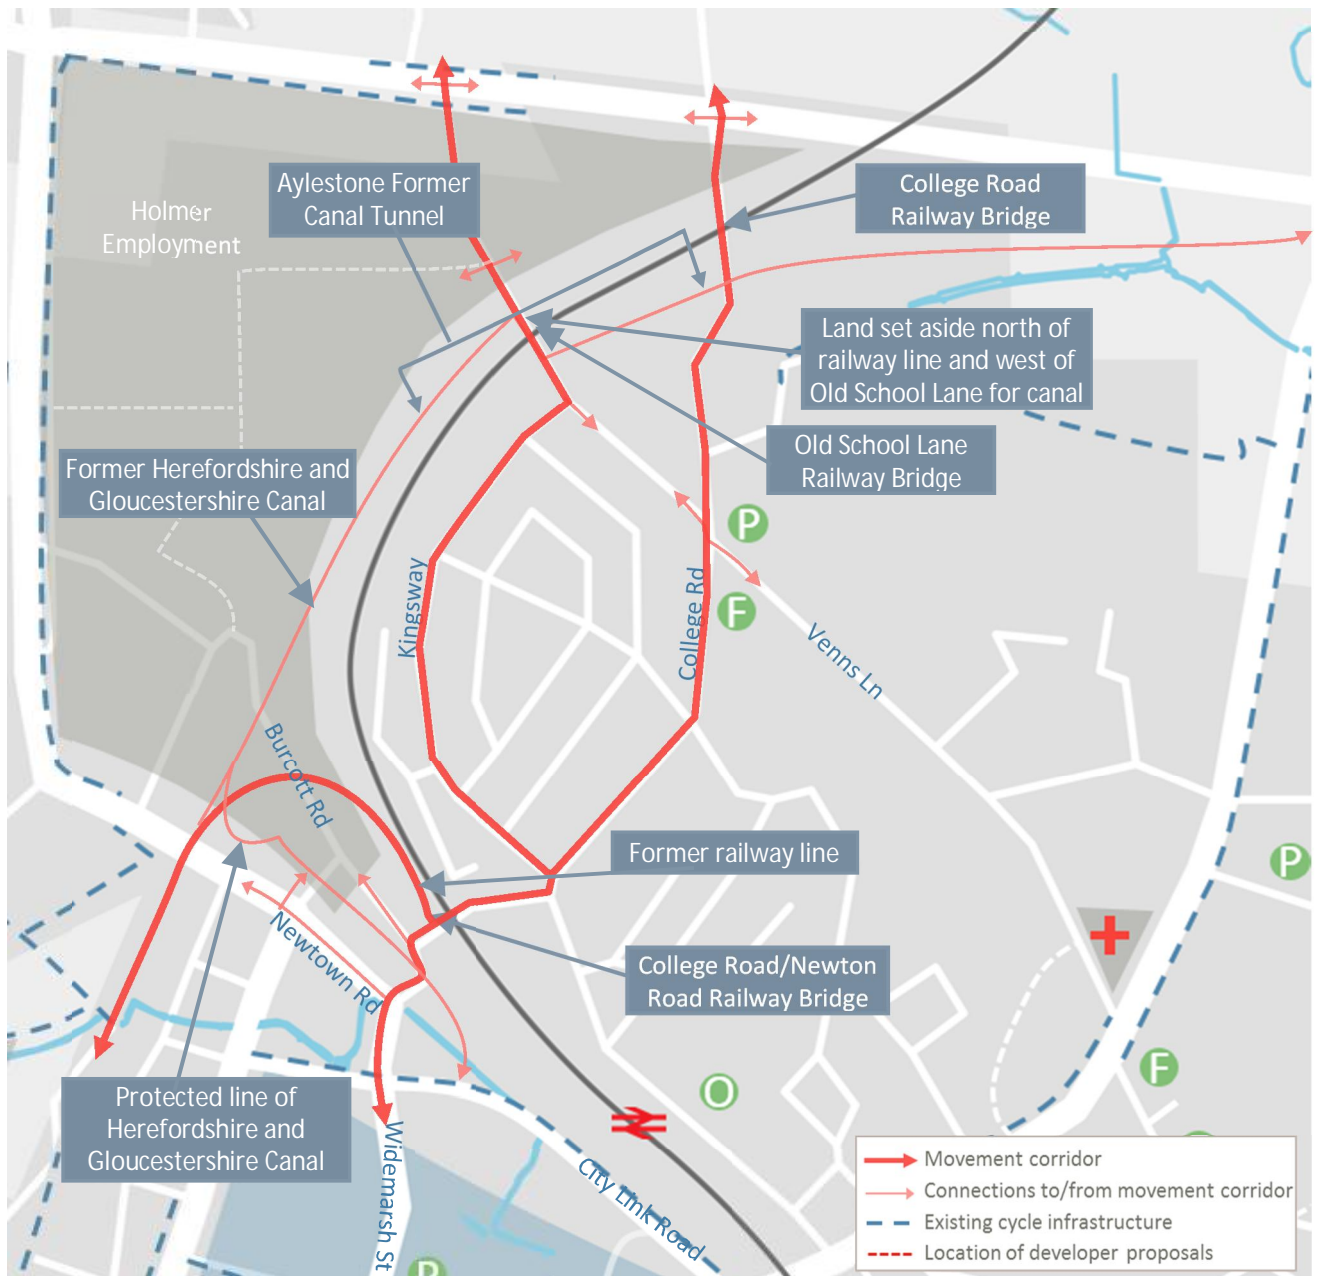 Aylestone Former
Canal Tunnel
College Road
Railway Bridge
Holmer
Employment
Land set aside north of
railway line and west of
Old School Lane for canal
Old School Lane
Railway Bridge
Former Herefordshire and
Gloucestershire Canal
P
F
Kingsway
College Rd
Venns Ln
Burcott Rd
Former railway line
P
Newtown Rd
College Road/Newton
Road Railway Bridge
F
O
Protected line of
Herefordshire and
Gloucestershire Canal
Widemarsh St
City Link Road
P
Movement corridor
Connections to/from movement corridor
Existing cycle infrastructure
Location of developer proposals